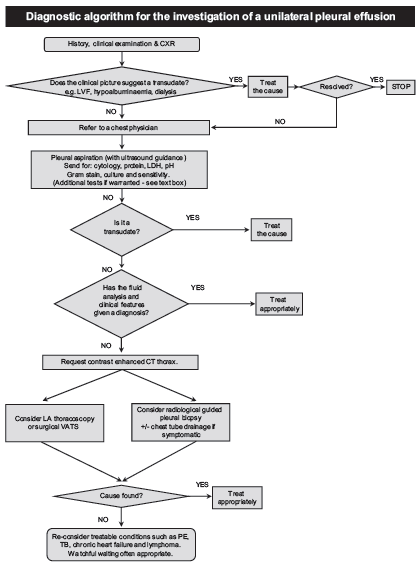 Diagnostic algorithm for the investigation of a unilateral pleural effusion
History, clinical examination & CXR
Does the clinical picture suggest a transudate?
e.g. LVF, hypoalbuminaemia, dialysis
YES
Treat
the cause
Resolved?
YES
STOP
NO
NO
Refer to a chest physician
Pleural aspiration (with ultrasound guidance)
Send for: cytology, protein, LDH, pH
Gram stain, culture and sensitivity.
(Additional tests if warranted - see text box)
NO
Is it a
transudate?
YES
Treat
the cause
NO
Has the fluid
analysis and
clinical features
given a diagnosis?
YES
Treat
appropriately
NO
Request contrast enhanced CT thorax.
Consider LA thoracoscopy
or surgical VATS
Consider radiological guided
pleural biopsy
+/- chest tube drainage if
symptomatic
Cause found?
YES
Treat
appropriately
NO
Re-consider treatable conditions such as PE,
TB, chronic heart failure and lymphoma.
Watchful waiting often appropriate.